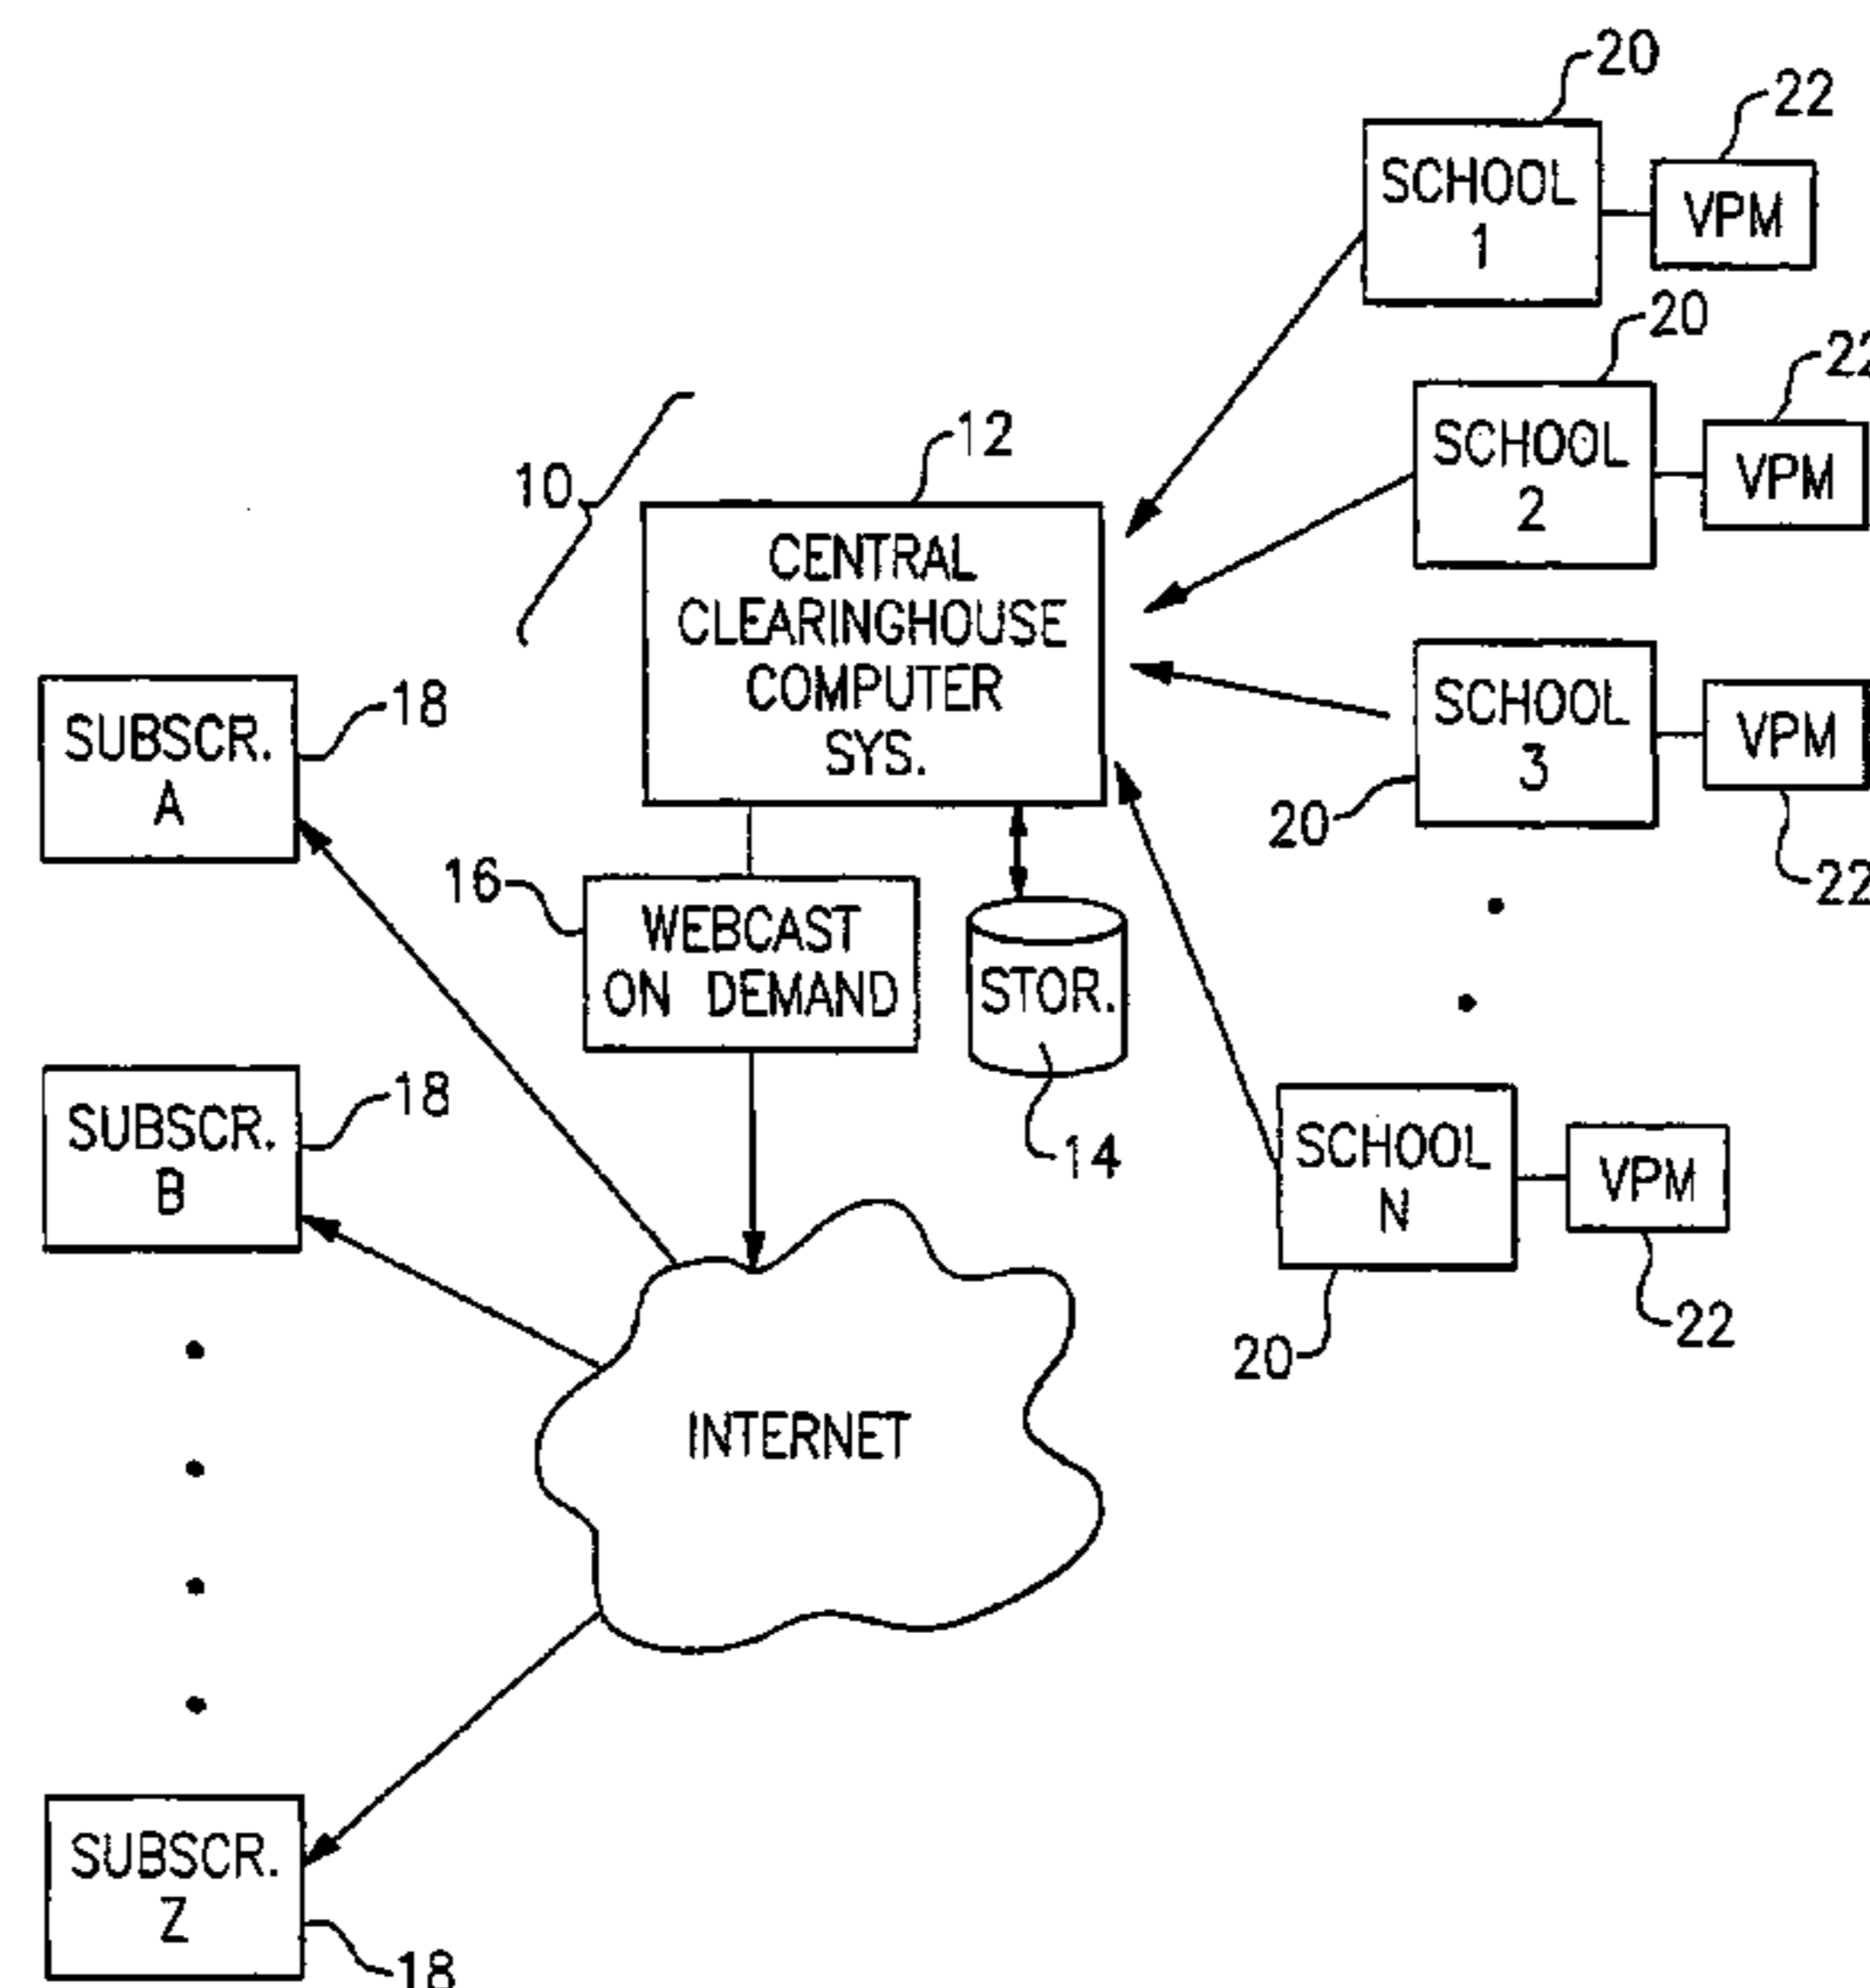 20
22
SCHOOL
1
VPM
20
22
SCHOOL
2
VPM
10
12
CENTRAL
CLEARINGHOUSE
COMPUTER
SYS.
SCHOOL
3
VPM
20
22
SUBSCR.
A
18
16
WEBCAST
ON DEMAND
STOR.
14
SUBSCR.
B
18
SCHOOL
N
VPM
20
22
INTERNET
SUBSCR.
Z
18